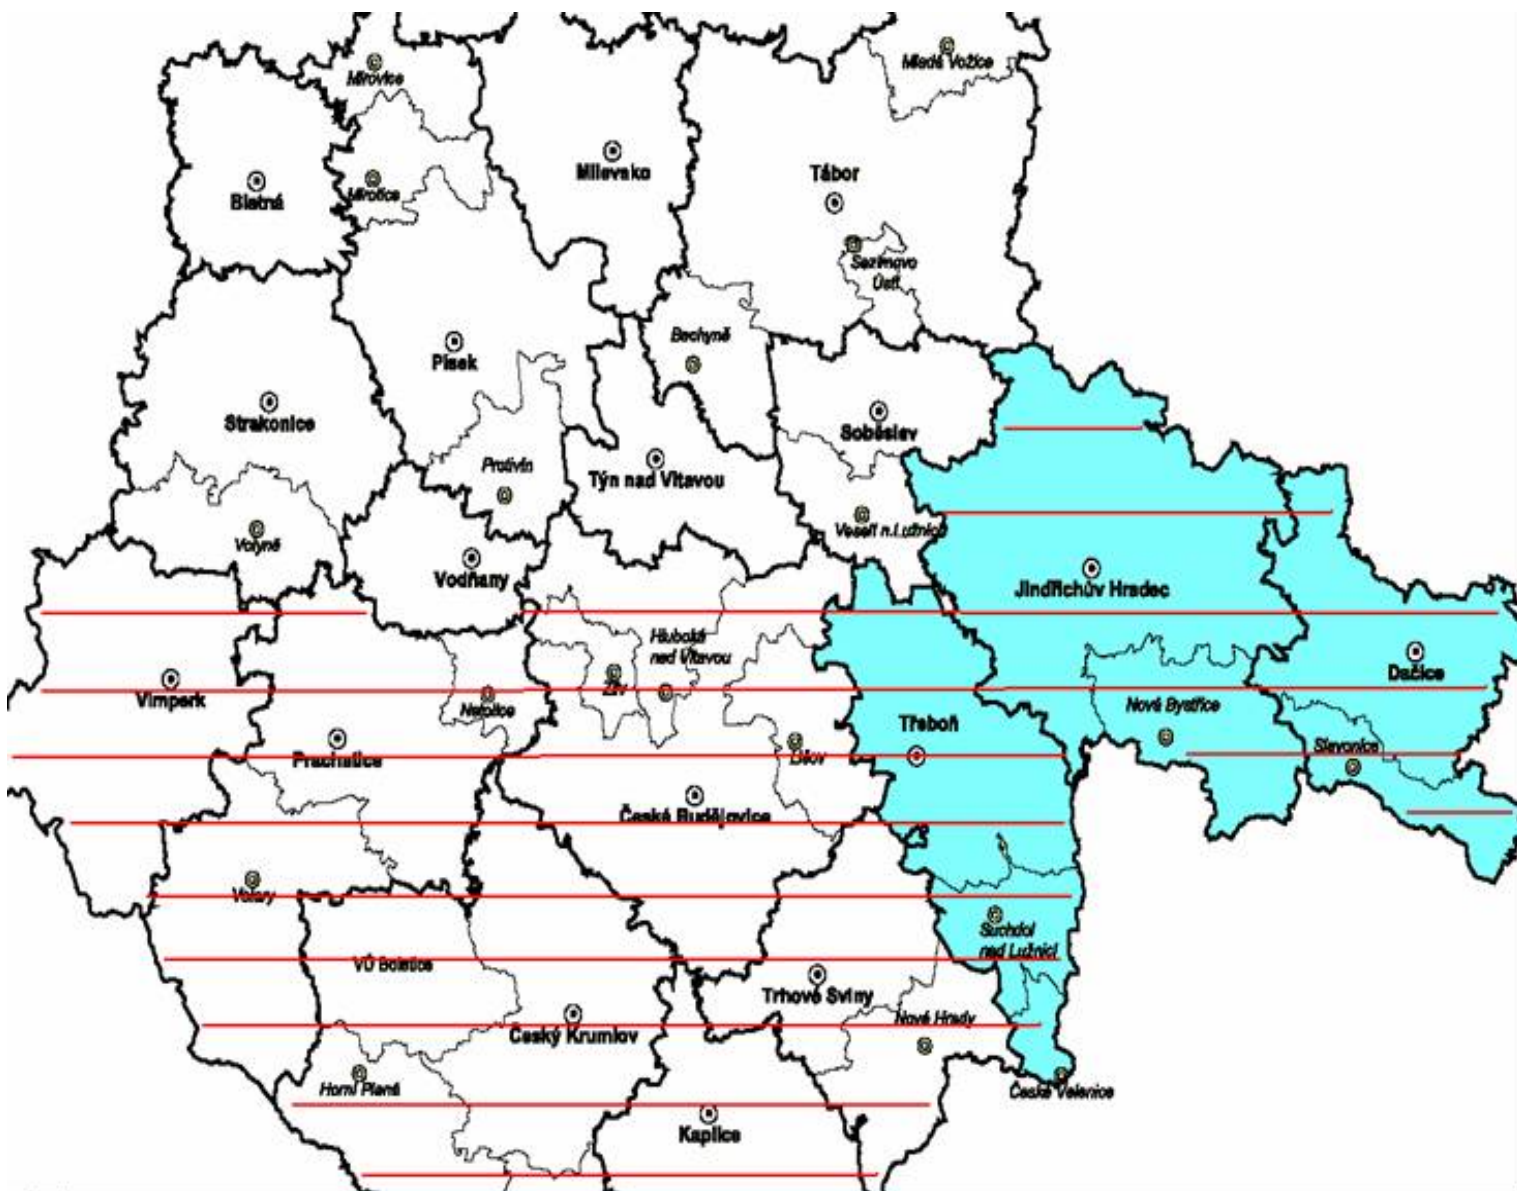 Mladá Vožice
Mirovice
Milevsko
Tábor
Mirotice
Blatná
Sezimovo
Ústí
Bechyně
Písek
Strakonice
Soběslav
Protivín
Týn nad Vltavou
Veselí n.Lužnicí
Volyně
Vodňany
Jindřichův Hradec
Hluboká
nad Vltavou
Dačice
Zliv
Vimperk
Netolice
Nová Bystřice
Třeboň
Slavonice
Prachatice
Lišov
České Budějovice
Volary
Suchdol
nad Lužnicí
VÚ Boletice
Trhové Sviny
Nové Hrady
Český Krumlov
Horní Planá
České Velenice
Kaplice